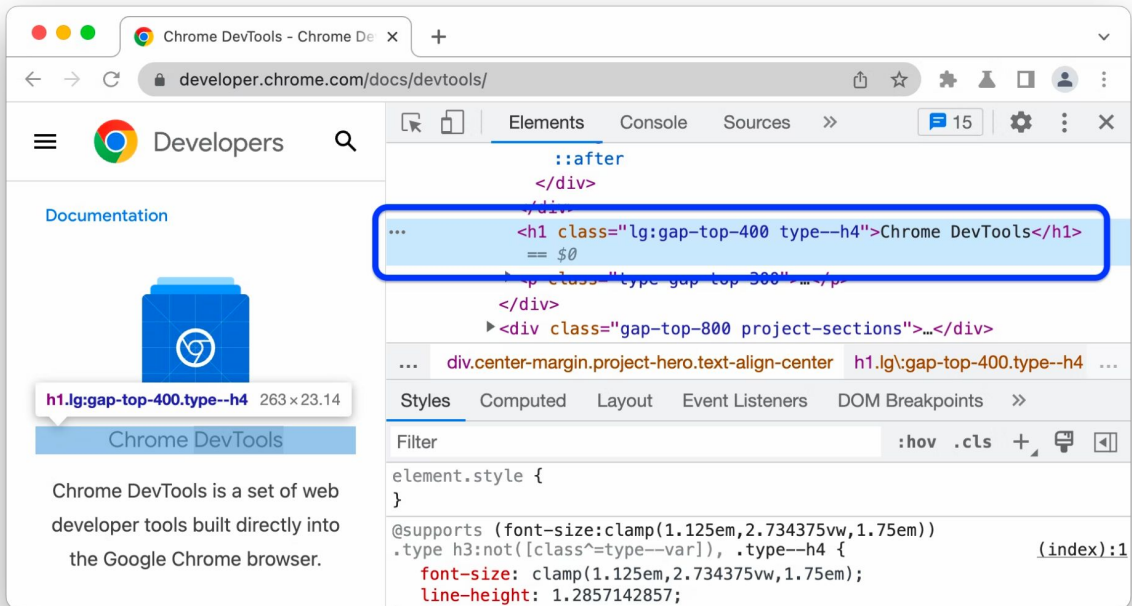 Chrome DevTools - Chrome De
developer.chrome.com/docs/devtools/
Developers
Documentation
h1.lg:gap-top-400.type--h4 263×23.14
Chrome DevTools
Chrome DevTools is a set of web
developer tools built directly into
the Google Chrome browser.
Elements Console Sources » 15
::after
</div>
</div>
… <h1 class="lg:gap-top-400 type--h4">Chrome DevTools</h1>
== $0
<p class="type gap-top-300">…</p>
</div>
<div class="gap-top-800 project-sections">…</div>
… div.center-margin.project-hero.text-align-center h1.lg\:gap-top-400.type--h4 …
Styles Computed Layout Event Listeners DOM Breakpoints »
Filter :hov .cls +
element.style {
}
@supports (font-size:clamp(1.125em,2.734375vw,1.75em))
.type h3:not([class^=type--var]), .type--h4 { (index):1
font-size: clamp(1.125em,2.734375vw,1.75em);
line-height: 1.2857142857;